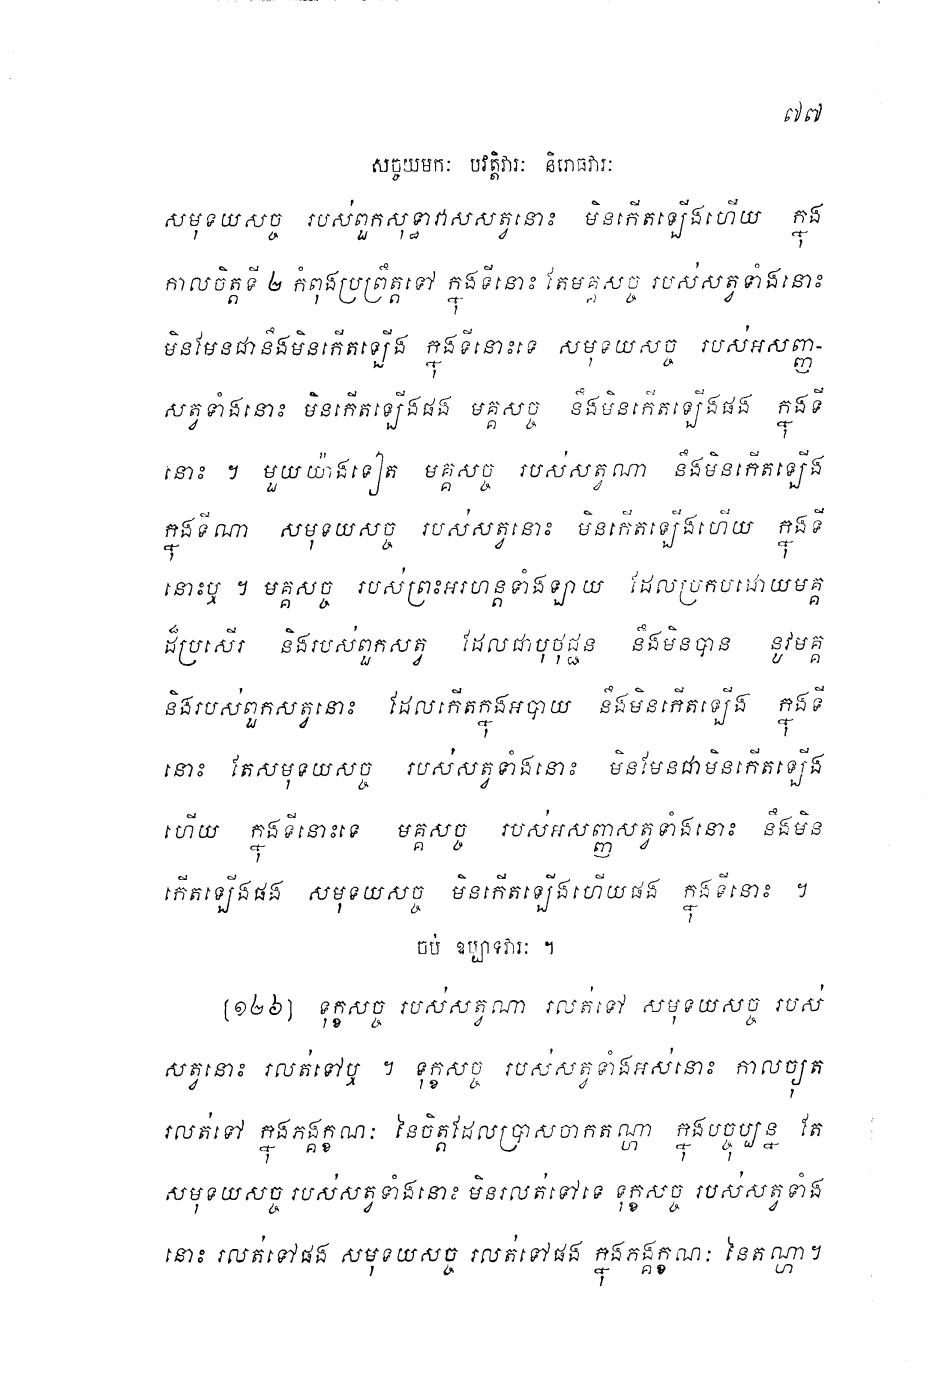 ៧៧
សច្ចយមកៈ បវត្តិវារៈ និរោធវារៈ
សមុទយសច្ច របស់ពួកសុទ្ធាវាសសត្វនោះ មិនកើតឡើងហើយ ក្នុង
កាលចិត្តទី ២ កំពុងប្រព្រឹត្តទៅ ក្នុងទីនោះ តែមគ្គសច្ច របស់សត្វទាំងនោះ
មិនមែនជានឹងមិនកើតឡើង ក្នុងទីនោះទេ សមុទយសច្ច របស់អសញ្ញ-
សត្វទាំងនោះ មិនកើតឡើងផង មគ្គសច្ច នឹងមិនកើតឡើងផង ក្នុងទី
នោះ ។ មួយយ៉ាងទៀត មគ្គសច្ច របស់សត្វណា នឹងមិនកើតឡើង
ក្នុងទីណា សមុទយសច្ច របស់សត្វនោះ មិនកើតឡើងហើយ ក្នុងទី
នោះឬ ។ មគ្គសច្ច របស់ព្រះអរហន្តទាំងឡាយ ដែលប្រកបដោយមគ្គ
ដ៏ប្រសើរ និងរបស់ពួកសត្វ ដែលជាបុថុជ្ជន នឹងមិនបាន នូវមគ្គ
និងរបស់ពួកសត្វនោះ ដែលកើតក្នុងអបាយ នឹងមិនកើតឡើង ក្នុងទី
នោះ តែសមុទយសច្ច របស់សត្វទាំងនោះ មិនមែនជាមិនកើតឡើង
ហើយ ក្នុងទីនោះទេ មគ្គសច្ច របស់អសញ្ញសត្វទាំងនោះ នឹងមិន
កើតឡើងផង សមុទយសច្ច មិនកើតឡើងហើយផង ក្នុងទីនោះ ។
ចប់ ឧប្បាទវារៈ ។
(១២៦) ទុក្ខសច្ច របស់សត្វណា រលត់ទៅ សមុទយសច្ច របស់
សត្វនោះ រលត់ទៅឬ ។ ទុក្ខសច្ច របស់សត្វទាំងអស់នោះ កាលច្យុត
រលត់ទៅ ក្នុងភង្គក្ខណៈ នៃចិត្តដែលប្រាសចាកតណ្ហា ក្នុងបច្ចុប្បន្ន តែ
សមុទយសច្ច របស់សត្វទាំងនោះ មិនរលត់ទៅទេ ទុក្ខសច្ច របស់សត្វទាំង
នោះ រលត់ទៅផង សមុទយសច្ច រលត់ទៅផង ក្នុងភង្គក្ខណៈ នៃតណ្ហា។